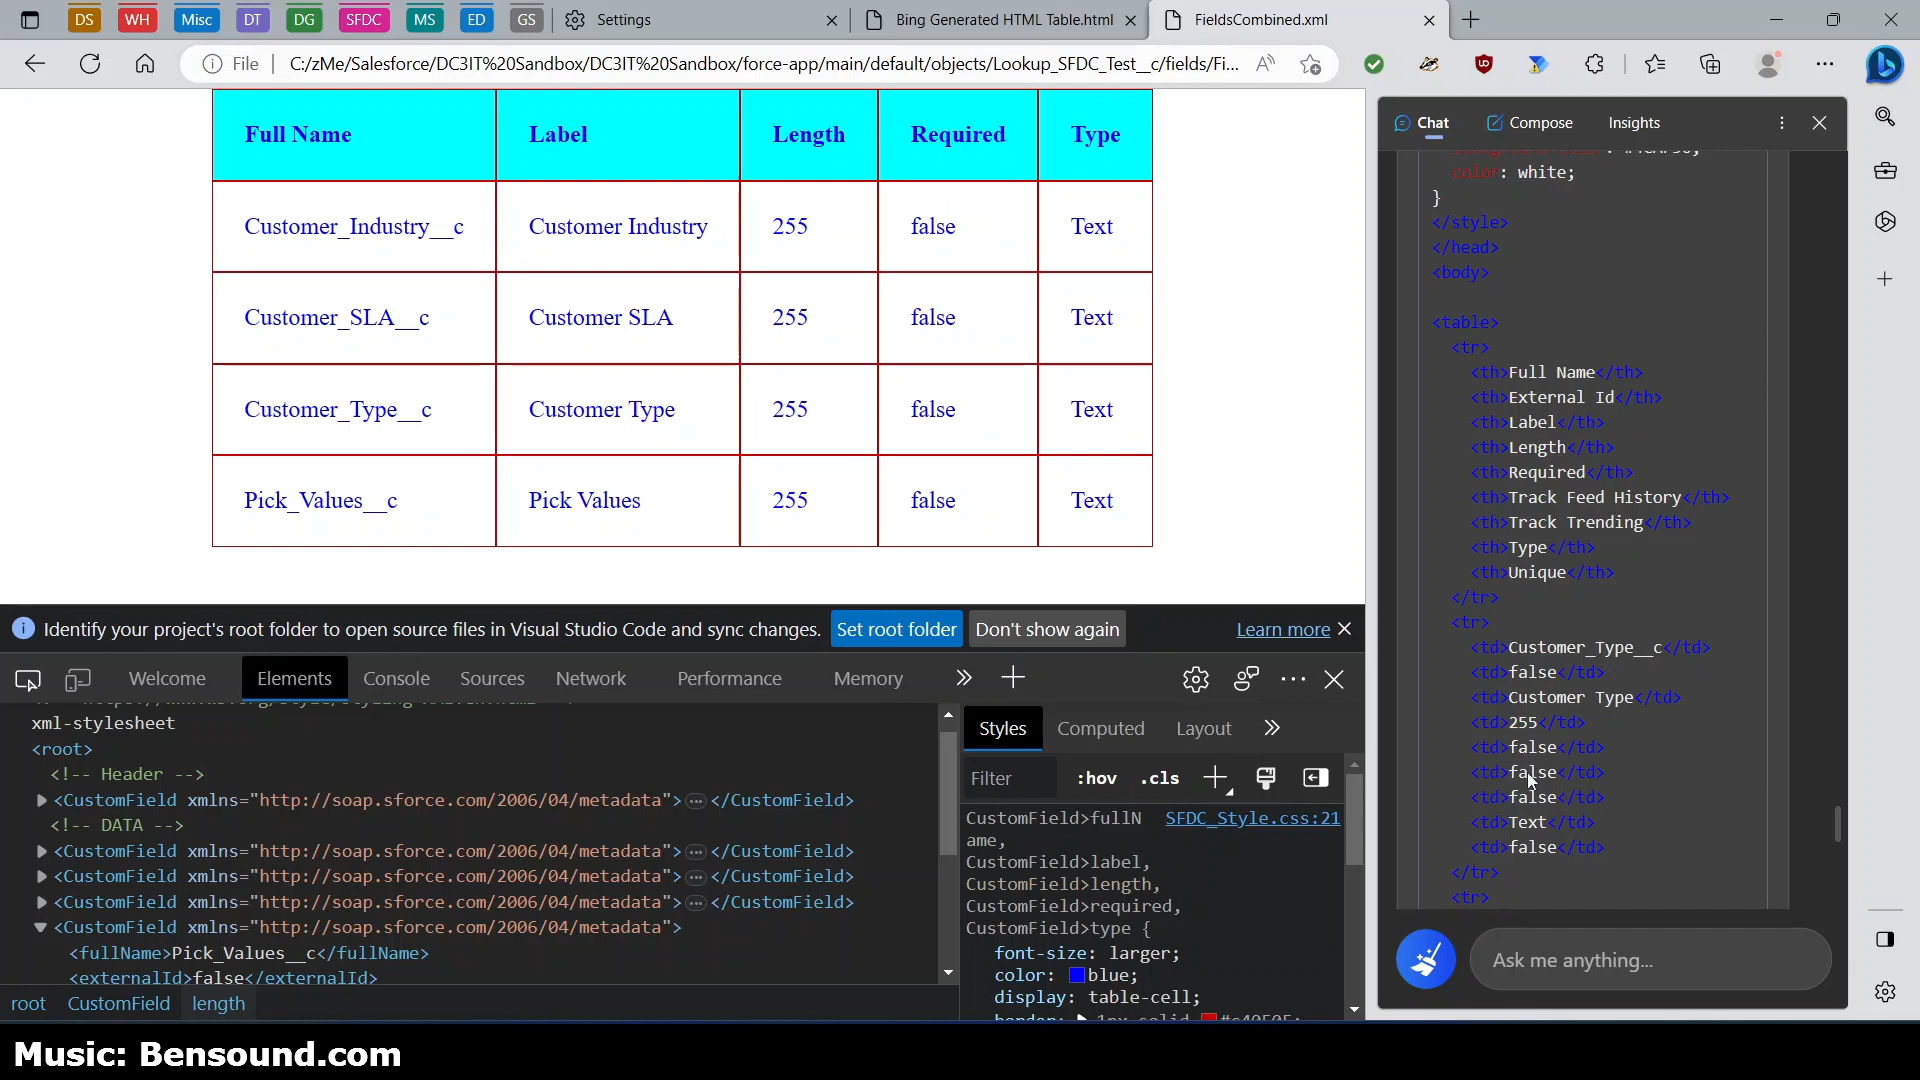 DS WH Misc DT DG SFDC MS ED GS Settings Bing Generated HTML Table.html FieldsCombined.xml
File C:/zMe/Salesforce/DC3IT%20Sandbox/DC3IT%20Sandbox/force-app/main/default/objects/Lookup_SFDC_Test__c/fields/Fi...
Full Name Label Length Required Type
Customer_Industry__c Customer Industry 255 false Text
Customer_SLA__c Customer SLA 255 false Text
Customer_Type__c Customer Type 255 false Text
Pick_Values__c Pick Values 255 false Text
Identify your project's root folder to open source files in Visual Studio Code and sync changes. Set root folder Don't show again Learn more
Welcome Elements Console Sources Network Performance Memory
xml-stylesheet
<root>
<!-- Header -->
<CustomField xmlns="http://soap.sforce.com/2006/04/metadata">…</CustomField>
<!-- DATA -->
<CustomField xmlns="http://soap.sforce.com/2006/04/metadata">…</CustomField>
<CustomField xmlns="http://soap.sforce.com/2006/04/metadata">…</CustomField>
<CustomField xmlns="http://soap.sforce.com/2006/04/metadata">…</CustomField>
<CustomField xmlns="http://soap.sforce.com/2006/04/metadata">
<fullName>Pick_Values__c</fullName>
<externalId>false</externalId>
root CustomField length
Styles Computed Layout
Filter :hov .cls
CustomField>fullN SFDC_Style.css:21
ame,
CustomField>label,
CustomField>length,
CustomField>required,
CustomField>type {
font-size: larger;
color: blue;
display: table-cell;
Chat Compose Insights
color: white;
}
</style>
</head>
<body>
<table>
<tr>
<th>Full Name</th>
<th>External Id</th>
<th>Label</th>
<th>Length</th>
<th>Required</th>
<th>Track Feed History</th>
<th>Track Trending</th>
<th>Type</th>
<th>Unique</th>
</tr>
<tr>
<td>Customer_Type__c</td>
<td>false</td>
<td>Customer Type</td>
<td>255</td>
<td>false</td>
<td>false</td>
<td>false</td>
<td>Text</td>
<td>false</td>
</tr>
<tr>
Ask me anything...
Music: Bensound.com